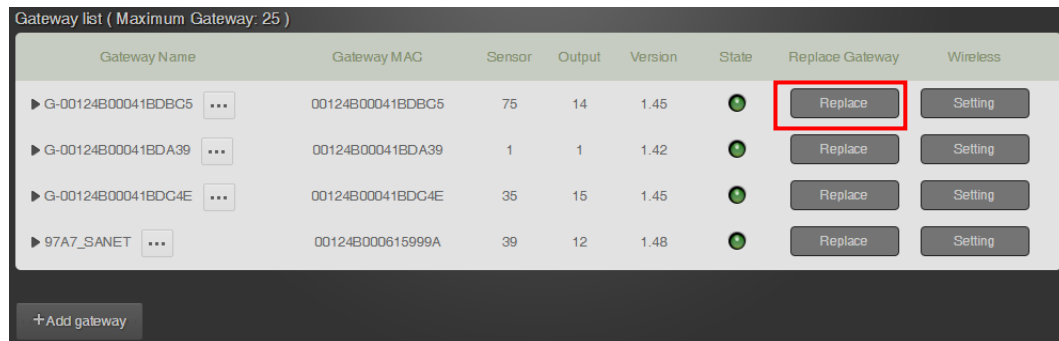 Gateway list ( Maximum Gateway: 25 )
Gateway Name Gateway MAC Sensor Output Version State Replace Gateway Wireless
G-00124B00041BDBC5 ... 00124B00041BDBC5 75 14 1.45 Replace Setting
G-00124B00041BDA39 ... 00124B00041BDA39 1 1 1.42 Replace Setting
G-00124B00041BDC4E ... 00124B00041BDC4E 35 15 1.45 Replace Setting
97A7_SANET ... 00124B000615999A 39 12 1.48 Replace Setting
+Add gateway